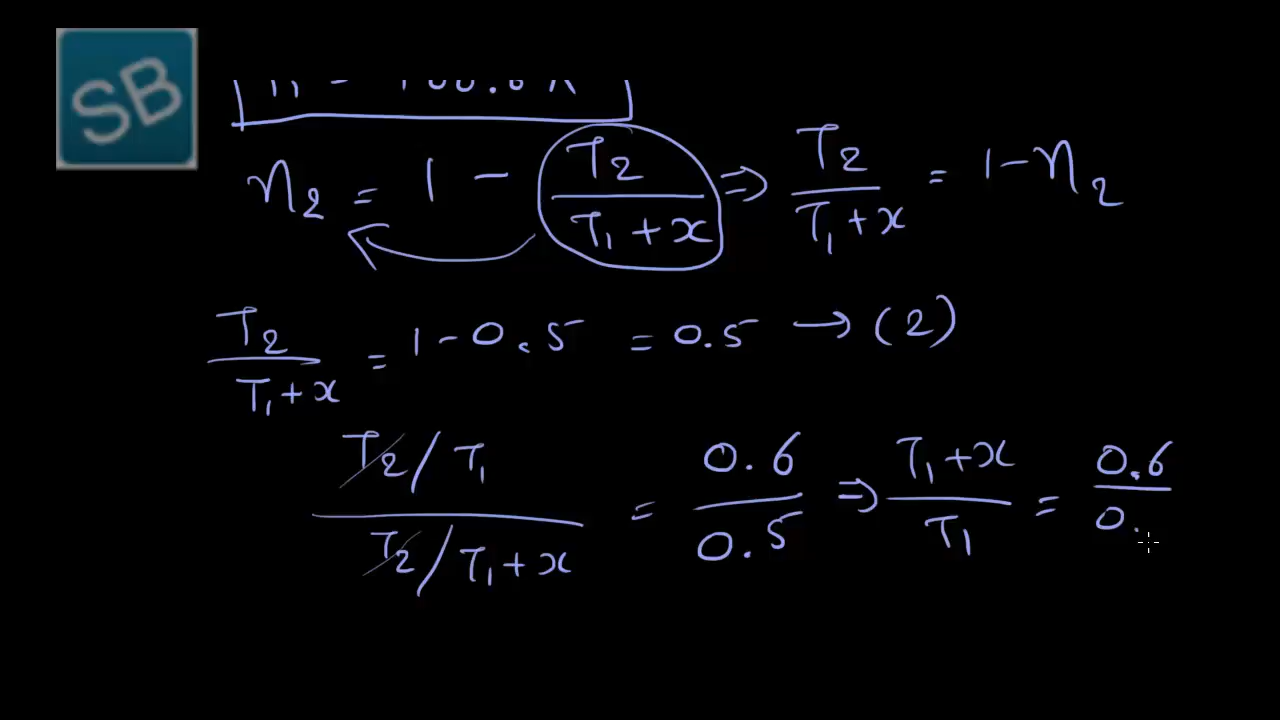 SB
η₂ = 1 - T₂/(T₁+x) ⇒ T₂/(T₁+x) = 1-η₂
T₂/(T₁+x) = 1-0.5 = 0.5 → (2)
(T₂/T₁)/(T₂/T₁+x) = 0.6/0.5 ⇒ (T₁+x)/T₁ = 0.6/0.